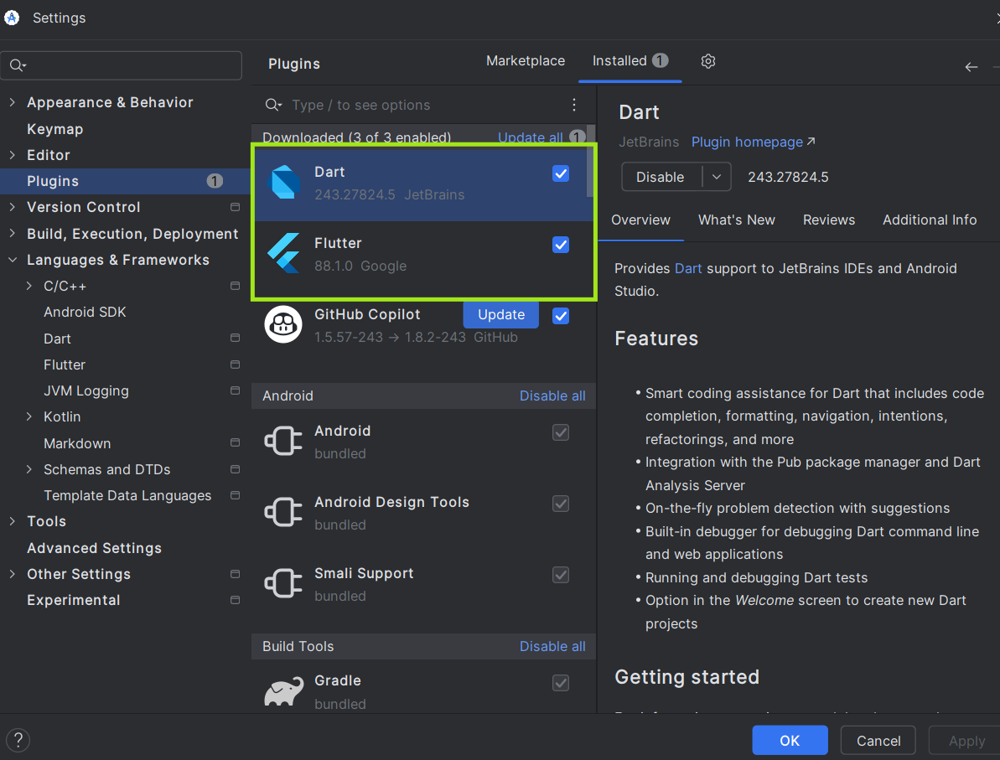 Settings
Appearance & Behavior
Keymap
Editor
Plugins 1
Version Control
Build, Execution, Deployment
Languages & Frameworks
C/C++
Android SDK
Dart
Flutter
JVM Logging
Kotlin
Markdown
Schemas and DTDs
Template Data Languages
Tools
Advanced Settings
Other Settings
Experimental
Plugins
Marketplace
Installed 1
Type / to see options
Downloaded (3 of 3 enabled) Update all 1
Dart
243.27824.5 JetBrains
Flutter
88.1.0 Google
GitHub Copilot Update
1.5.57-243 → 1.8.2-243 GitHub
Android Disable all
Android
bundled
Android Design Tools
bundled
Smali Support
bundled
Build Tools Disable all
Gradle
bundled
Dart
JetBrains Plugin homepage ↗
Disable 243.27824.5
Overview What's New Reviews Additional Info
Provides Dart support to JetBrains IDEs and Android
Studio.
Features
• Smart coding assistance for Dart that includes code
completion, formatting, navigation, intentions,
refactorings, and more
• Integration with the Pub package manager and Dart
Analysis Server
• On-the-fly problem detection with suggestions
• Built-in debugger for debugging Dart command line
and web applications
• Running and debugging Dart tests
• Option in the Welcome screen to create new Dart
projects
Getting started
? OK Cancel Apply